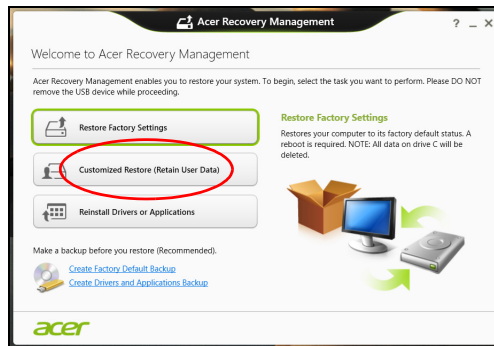 Acer Recovery Management
? _ X
Welcome to Acer Recovery Management
Acer Recovery Management enables you to restore your system. To begin, select the task you want to perform. Please DO NOT
remove the USB device while proceeding.
Restore Factory Settings
Customized Restore (Retain User Data)
Reinstall Drivers or Applications
Restore Factory Settings
Restores your computer to its factory default status. A
reboot is required. NOTE: All data on drive C will be
deleted.
Make a backup before you restore (Recommended).
Create Factory Default Backup
Create Drivers and Applications Backup
acer